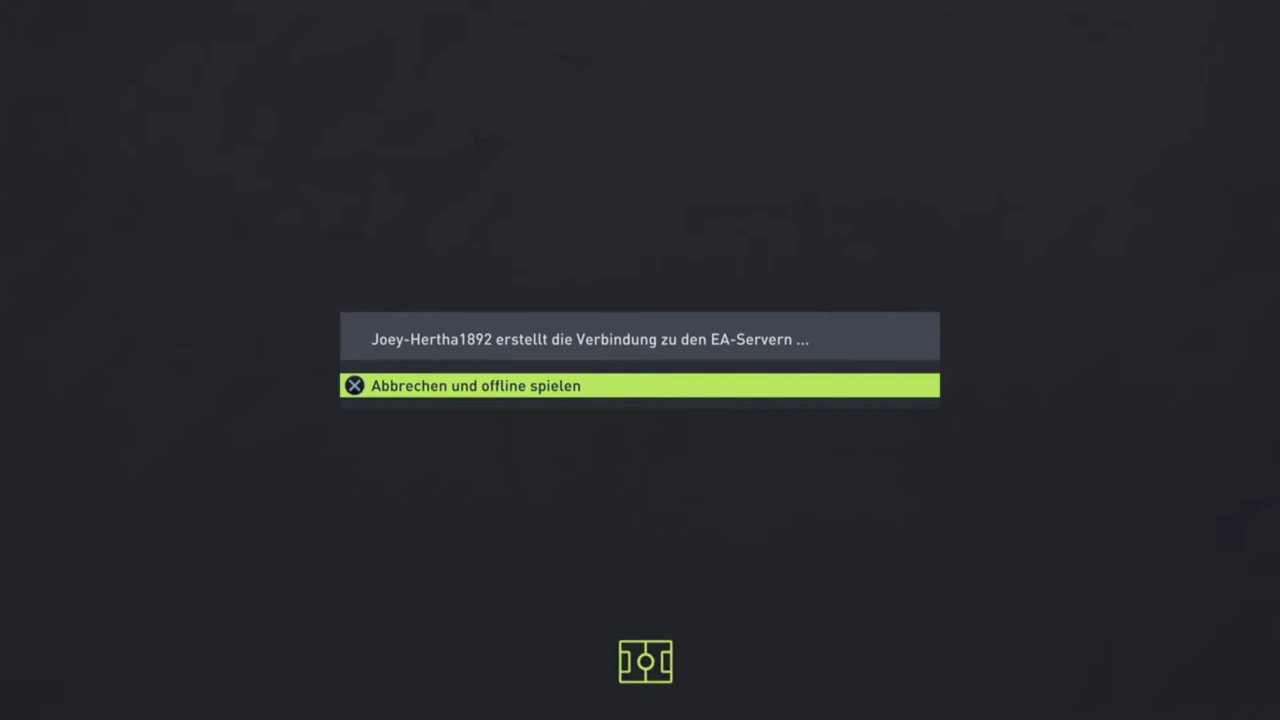 Joey-Hertha1892 erstellt die Verbindung zu den EA-Servern ...
Abbrechen und offline spielen